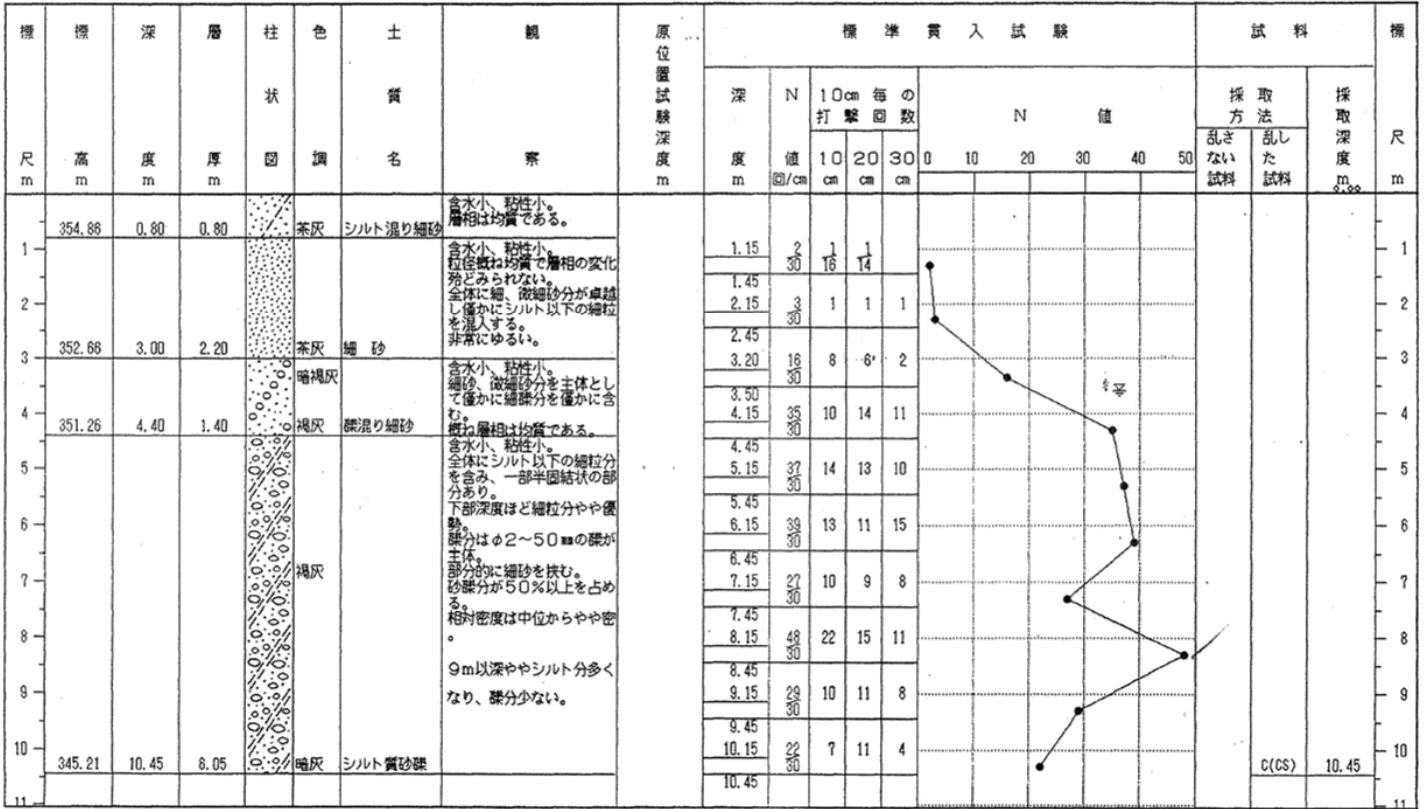 標 標 深 層 柱 色 土 観 原 標 準 貫 入 試 験 試 料 標
位
置
状 質 試 深 N 10cm 毎 の N 値 採 取 採
験 打 撃 回 数 方 法 取
深 乱さ 乱し 深
尺 高 度 厚 図 調 名 察 度 度 値 10 20 30 0 10 20 30 40 50 ない た 度 尺
m m m m m m 回/cm cm cm cm 試料 試料 m m
含水小、粘性小。
層相は均質である。
354.86 0.80 0.80 茶灰 シルト混り細砂
1 含水小、粘性小。 1.15 2/30 1/16 1/14 1
粒径概ね均質で層相の変化
殆どみられない。 1.45
全体に細、微細砂分が卓越
2 し僅かにシルト以下の細粒 2.15 3/30 1 1 1 2
を混入する。
非常にゆるい。 2.45
352.66 3.00 2.20 茶灰 細 砂
3 含水小、粘性小。 3.20 16/30 8 6 2 3
暗褐灰 細砂、微細砂分を主体とし
て僅かに細礫分を僅かに含 3.50
む。
4 351.26 4.40 1.40 褐灰 礫混り細砂 概ね層相は均質である。 4.15 35/30 10 14 11 4
含水小、粘性小。 4.45
全体にシルト以下の細粒分
5 を含み、一部半固結状の部 5.15 37/30 14 13 10 5
分あり。
下部深度ほど細粒分やや優 5.45
勢。
6 礫分はφ2～50mmの礫が 6.15 39/30 13 11 15 6
主体。 6.45
褐灰 部分的に細砂を挟む。
7 砂礫分が50%以上を占め 7.15 27/30 10 9 8 7
る。
相対密度は中位からやや密 7.45
。
8 8.15 48/30 22 15 11 8
9m以深ややシルト分多く 8.45
9 なり、礫分少ない。 9.15 29/30 10 11 8 9
9.45
10 10.15 22/30 7 11 4 10
345.21 10.45 6.05 暗灰 シルト質砂礫 C(CS) 10.45
10.45
11 11